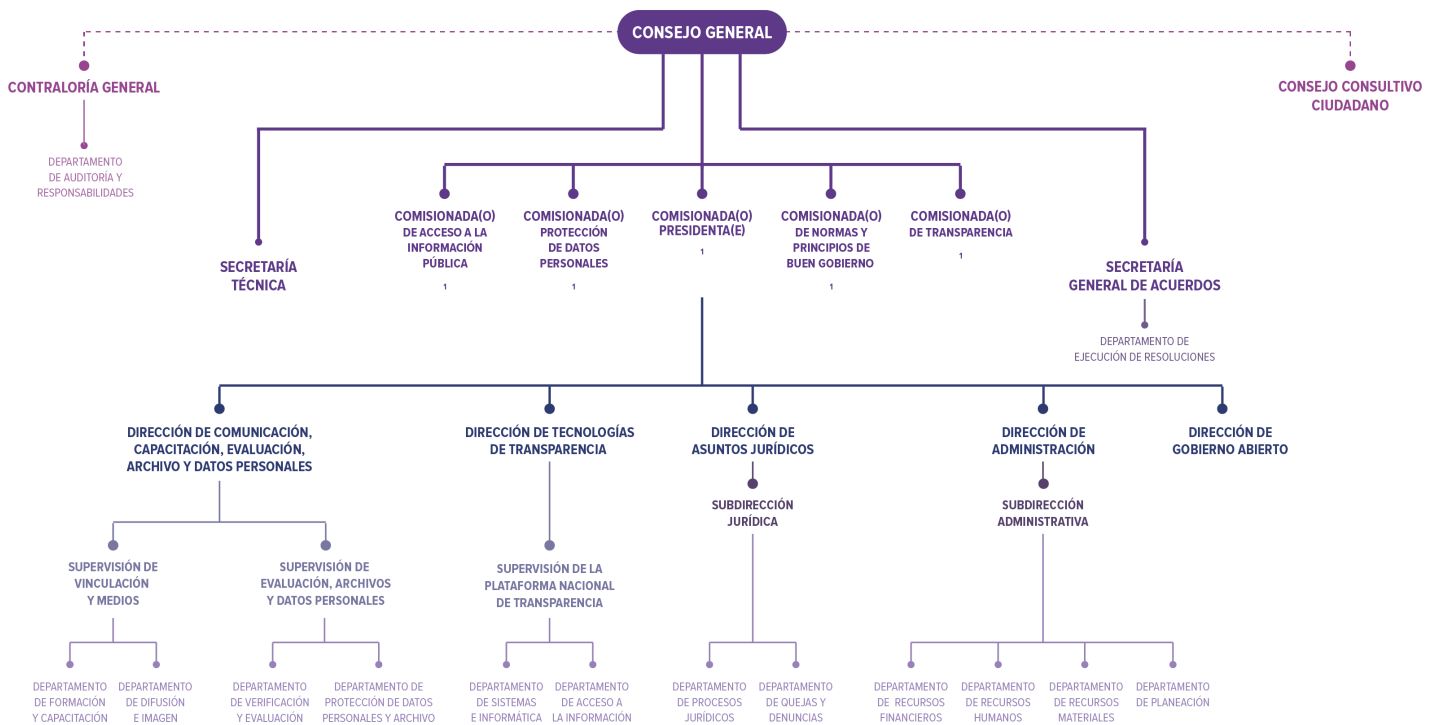 CONSEJO GENERAL
CONTRALORÍA GENERAL
DEPARTAMENTO
DE AUDITORÍA Y
RESPONSABILIDADES
CONSEJO CONSULTIVO
CIUDADANO
SECRETARÍA
TÉCNICA
COMISIONADA(O)
DE ACCESO A LA
INFORMACIÓN
PÚBLICA
1
COMISIONADA(O)
PROTECCIÓN
DE DATOS
PERSONALES
1
COMISIONADA(O)
PRESIDENTA(E)
1
COMISIONADA(O)
DE NORMAS Y
PRINCIPIOS DE
BUEN GOBIERNO
1
COMISIONADA(O)
DE TRANSPARENCIA
1
SECRETARÍA
GENERAL DE ACUERDOS
DEPARTAMENTO DE
EJECUCIÓN DE RESOLUCIONES
DIRECCIÓN DE COMUNICACIÓN,
CAPACITACIÓN, EVALUACIÓN,
ARCHIVO Y DATOS PERSONALES
DIRECCIÓN DE TECNOLOGÍAS
DE TRANSPARENCIA
DIRECCIÓN DE
ASUNTOS JURÍDICOS
DIRECCIÓN DE
ADMINISTRACIÓN
DIRECCIÓN DE
GOBIERNO ABIERTO
SUBDIRECCIÓN
JURÍDICA
SUBDIRECCIÓN
ADMINISTRATIVA
SUPERVISIÓN DE
VINCULACIÓN
Y MEDIOS
SUPERVISIÓN DE
EVALUACIÓN, ARCHIVOS
Y DATOS PERSONALES
SUPERVISIÓN DE LA
PLATAFORMA NACIONAL
DE TRANSPARENCIA
DEPARTAMENTO
DE FORMACIÓN
Y CAPACITACIÓN
DEPARTAMENTO
DE DIFUSIÓN
E IMAGEN
DEPARTAMENTO
DE VERIFICACIÓN
Y EVALUACIÓN
DEPARTAMENTO DE
PROTECCIÓN DE DATOS
PERSONALES Y ARCHIVO
DEPARTAMENTO
DE SISTEMAS
E INFORMÁTICA
DEPARTAMENTO
DE ACCESO A
LA INFORMACIÓN
DEPARTAMENTO
DE PROCESOS
JURÍDICOS
DEPARTAMENTO
DE QUEJAS Y
DENUNCIAS
DEPARTAMENTO
DE RECURSOS
FINANCIEROS
DEPARTAMENTO
DE RECURSOS
HUMANOS
DEPARTAMENTO
DE RECURSOS
MATERIALES
DEPARTAMENTO
DE PLANEACIÓN